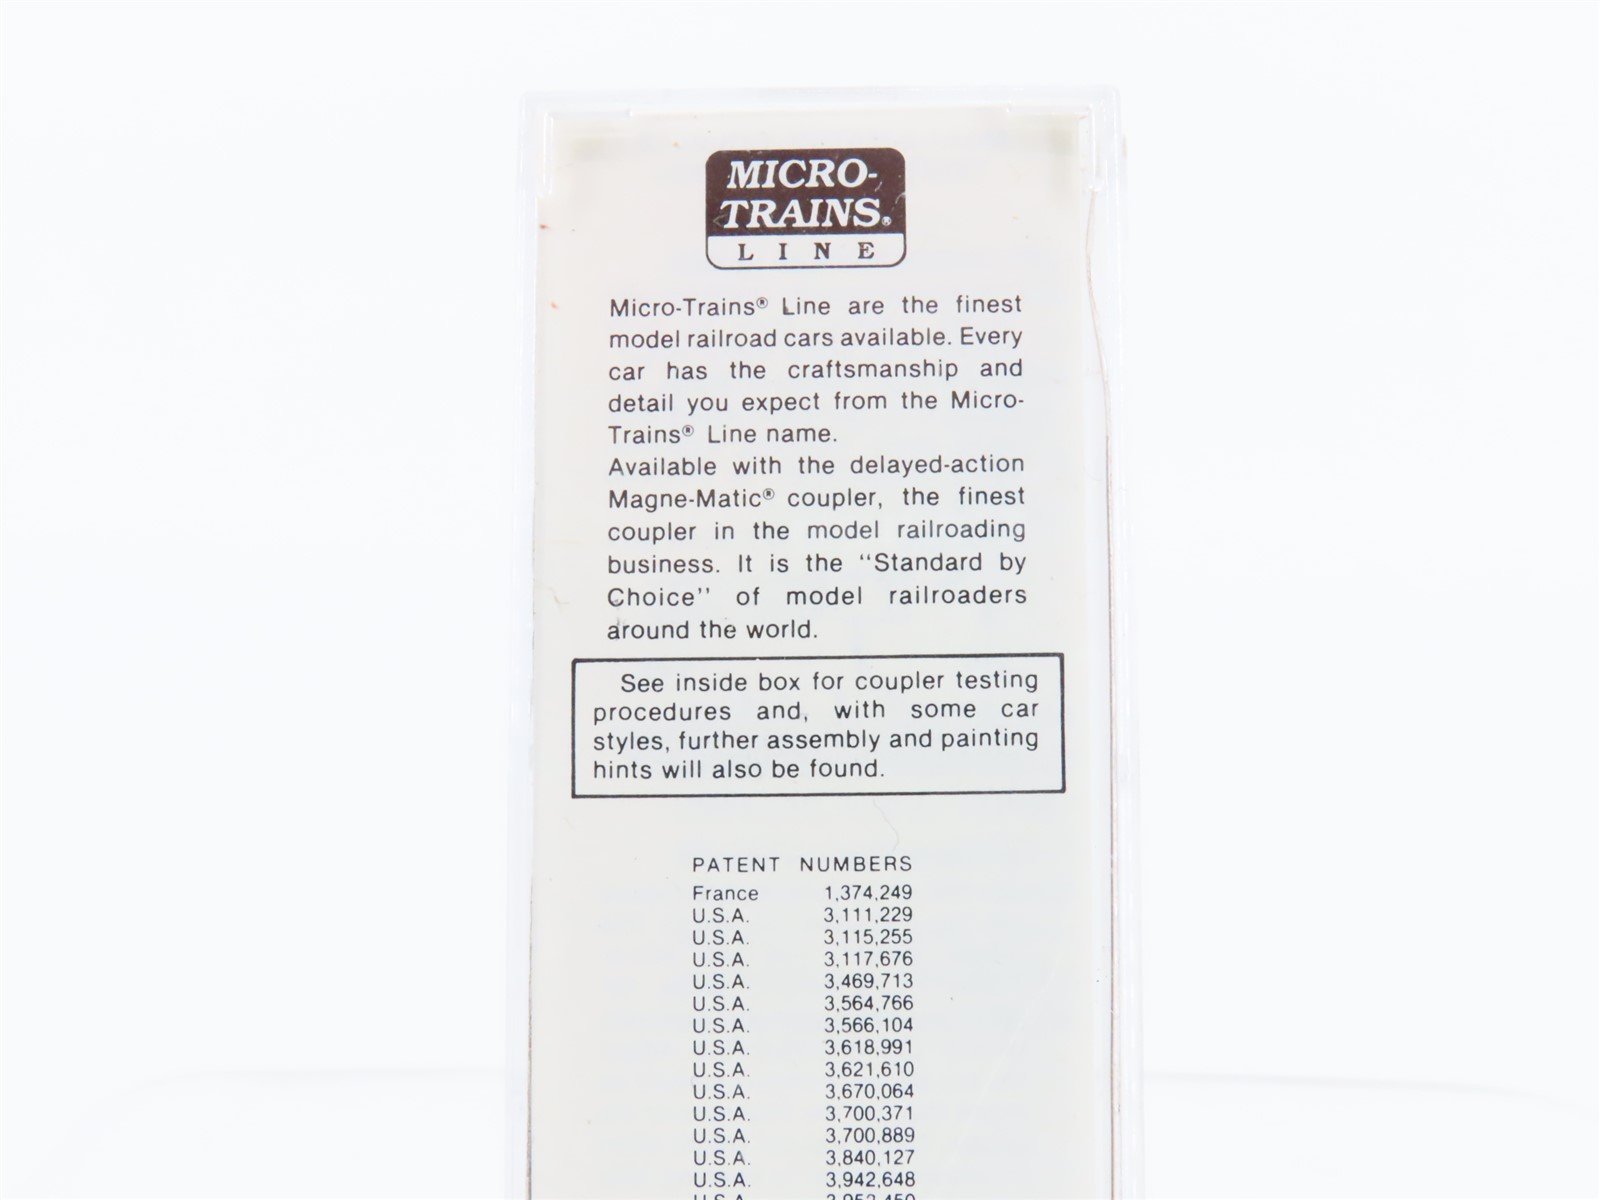 MICRO-
TRAINS®
LINE
Micro-Trains® Line are the finest
model railroad cars available. Every
car has the craftsmanship and
detail you expect from the Micro-
Trains® Line name.
Available with the delayed-action
Magne-Matic® coupler, the finest
coupler in the model railroading
business. It is the “Standard by
Choice” of model railroaders
around the world.
See inside box for coupler testing
procedures and, with some car
styles, further assembly and painting
hints will also be found.
PATENT NUMBERS
France 1,374,249
U.S.A. 3,111,229
U.S.A. 3,115,255
U.S.A. 3,117,676
U.S.A. 3,469,713
U.S.A. 3,564,766
U.S.A. 3,566,104
U.S.A. 3,618,991
U.S.A. 3,621,610
U.S.A. 3,670,064
U.S.A. 3,700,371
U.S.A. 3,700,889
U.S.A. 3,840,127
U.S.A. 3,942,648
U.S.A.